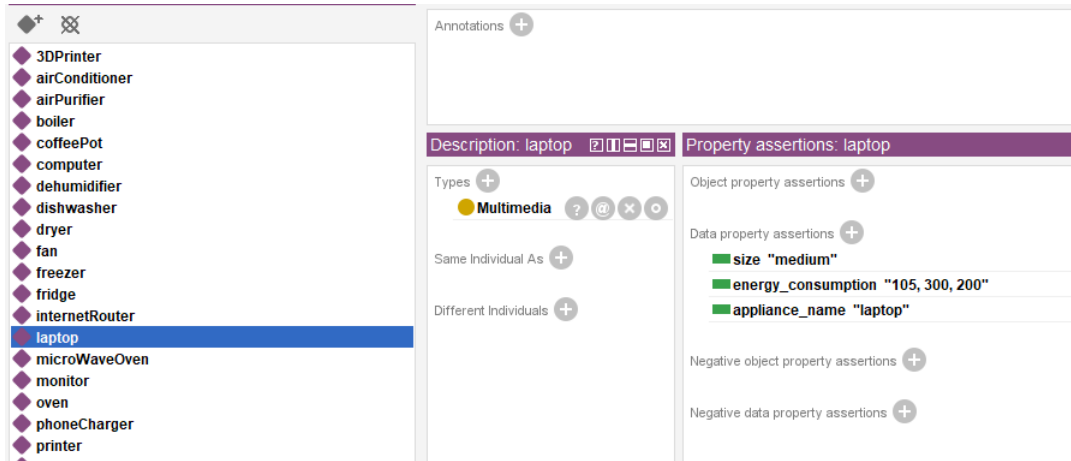 3DPrinter
airConditioner
airPurifier
boiler
coffeePot
computer
dehumidifier
dishwasher
dryer
fan
freezer
fridge
internetRouter
laptop
microWaveOven
monitor
oven
phoneCharger
printer
Annotations
Description: laptop
Types
Multimedia
Same Individual As
Different Individuals
Property assertions: laptop
Object property assertions
Data property assertions
size "medium"
energy_consumption "105, 300, 200"
appliance_name "laptop"
Negative object property assertions
Negative data property assertions